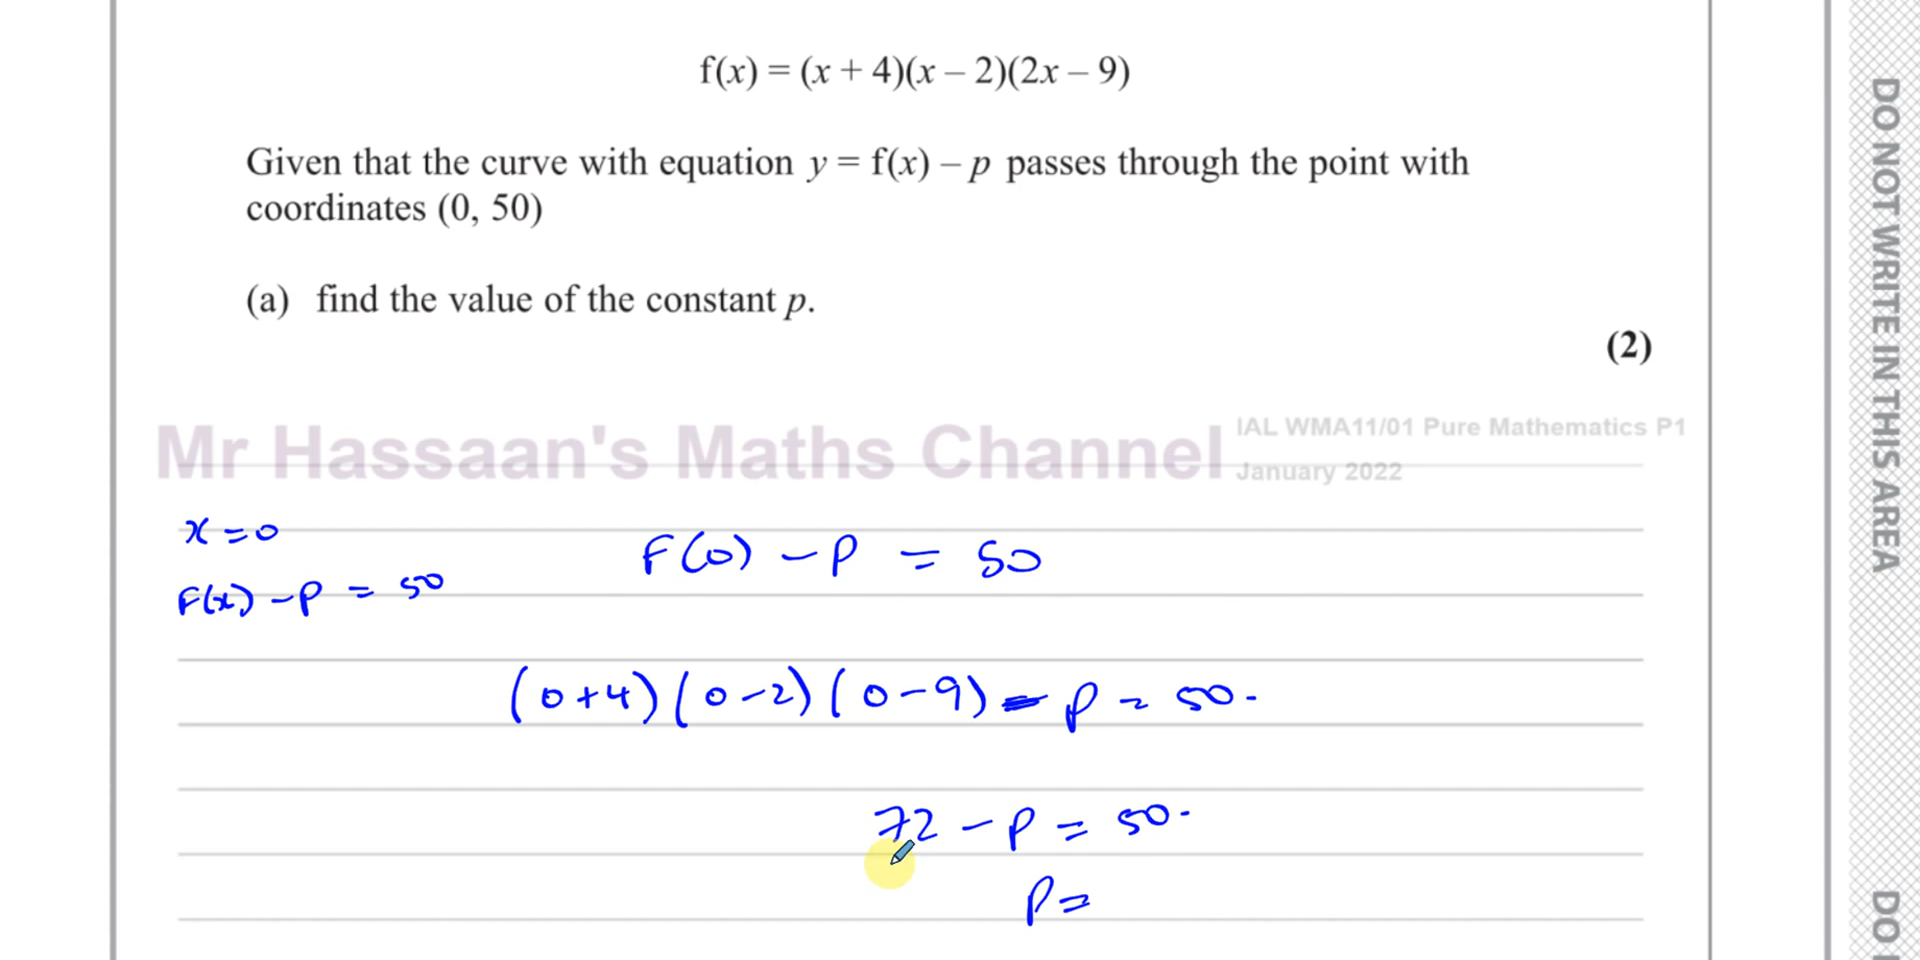 f(x) = (x + 4)(x – 2)(2x – 9)
Given that the curve with equation y = f(x) – p passes through the point with
coordinates (0, 50)
(a) find the value of the constant p.
(2)
Mr Hassaan's Maths Channel
IAL WMA11/01 Pure Mathematics P1
January 2022
x = 0
F(x) - P = 50
F(0) - P = 50
(0+4)(0-2)(0-9) - P = 50.
72 - P = 50.
P =
DO NOT WRITE IN THIS AREA
DO